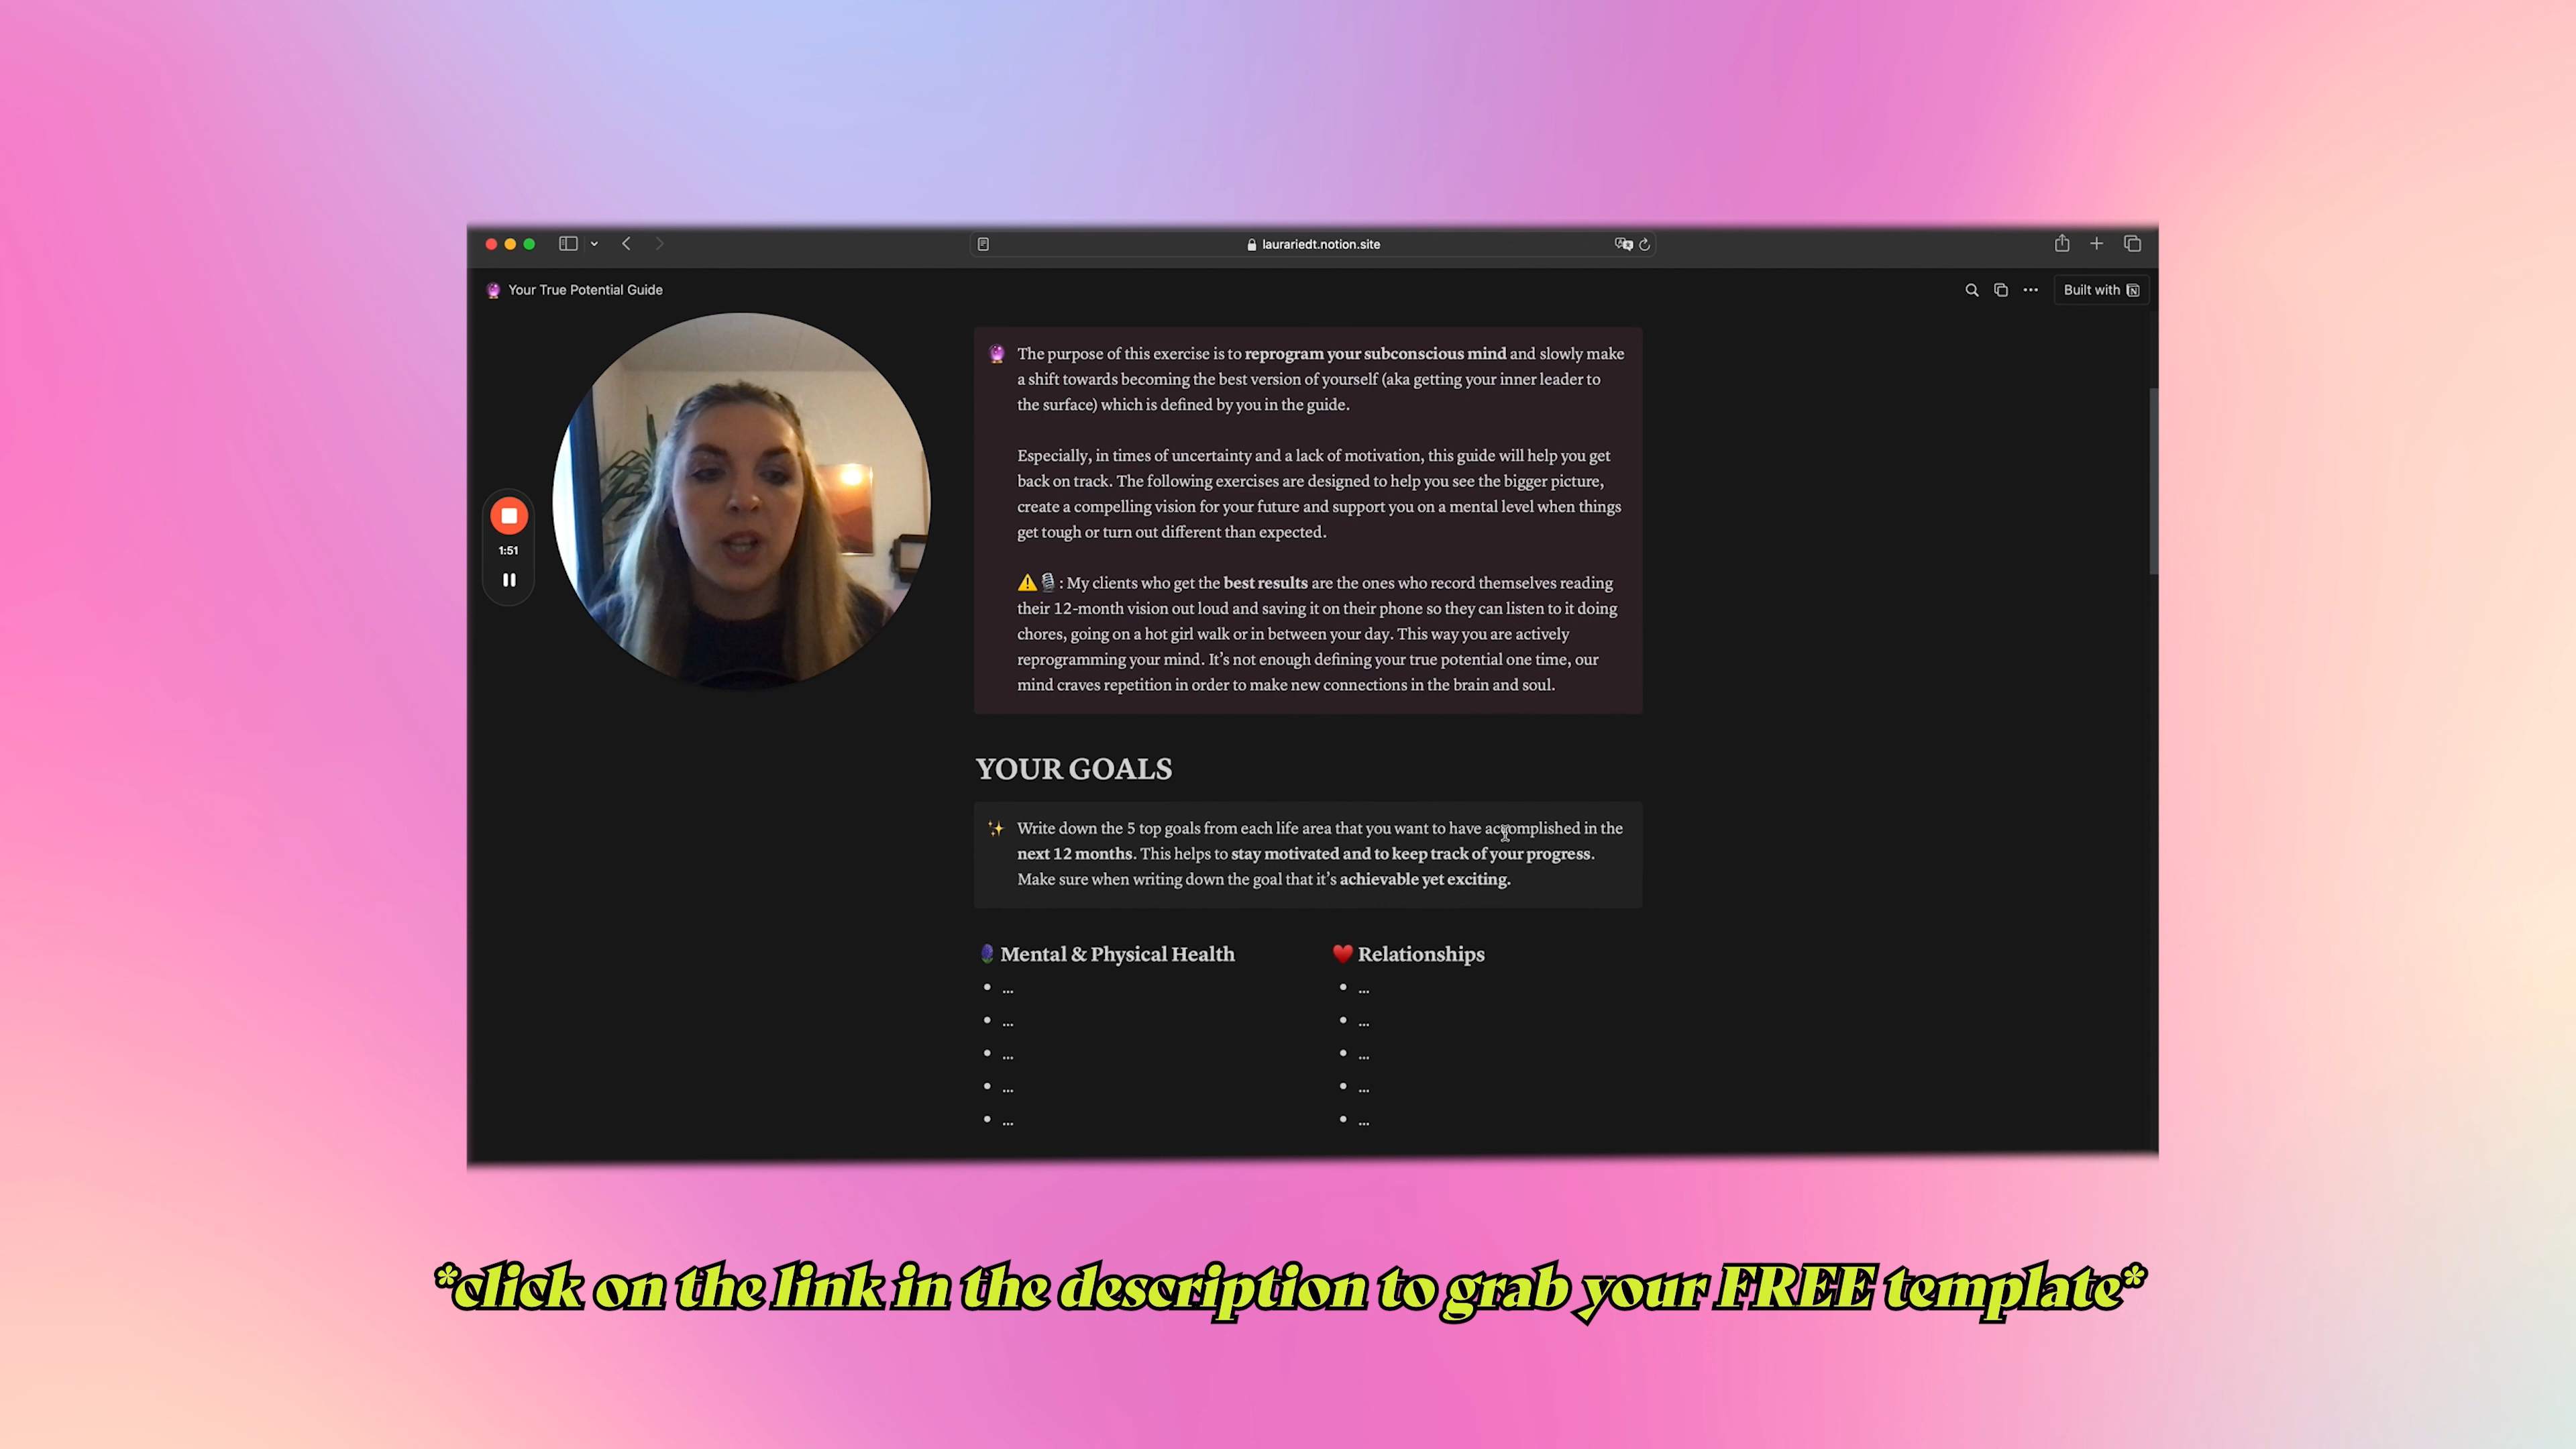 laurariedt.notion.site
Your True Potential Guide
Built with
The purpose of this exercise is to reprogram your subconscious mind and slowly make
a shift towards becoming the best version of yourself (aka getting your inner leader to
the surface) which is defined by you in the guide.
Especially, in times of uncertainty and a lack of motivation, this guide will help you get
back on track. The following exercises are designed to help you see the bigger picture,
create a compelling vision for your future and support you on a mental level when things
get tough or turn out different than expected.
⚠️🎙️: My clients who get the best results are the ones who record themselves reading
their 12-month vision out loud and saving it on their phone so they can listen to it doing
chores, going on a hot girl walk or in between your day. This way you are actively
reprogramming your mind. It's not enough defining your true potential one time, our
mind craves repetition in order to make new connections in the brain and soul.
1:51
YOUR GOALS
Write down the 5 top goals from each life area that you want to have accomplished in the
next 12 months. This helps to stay motivated and to keep track of your progress.
Make sure when writing down the goal that it's achievable yet exciting.
Mental & Physical Health
• ...
• ...
• ...
• ...
• ...
Relationships
• ...
• ...
• ...
• ...
• ...
*click on the link in the description to grab your FREE template*